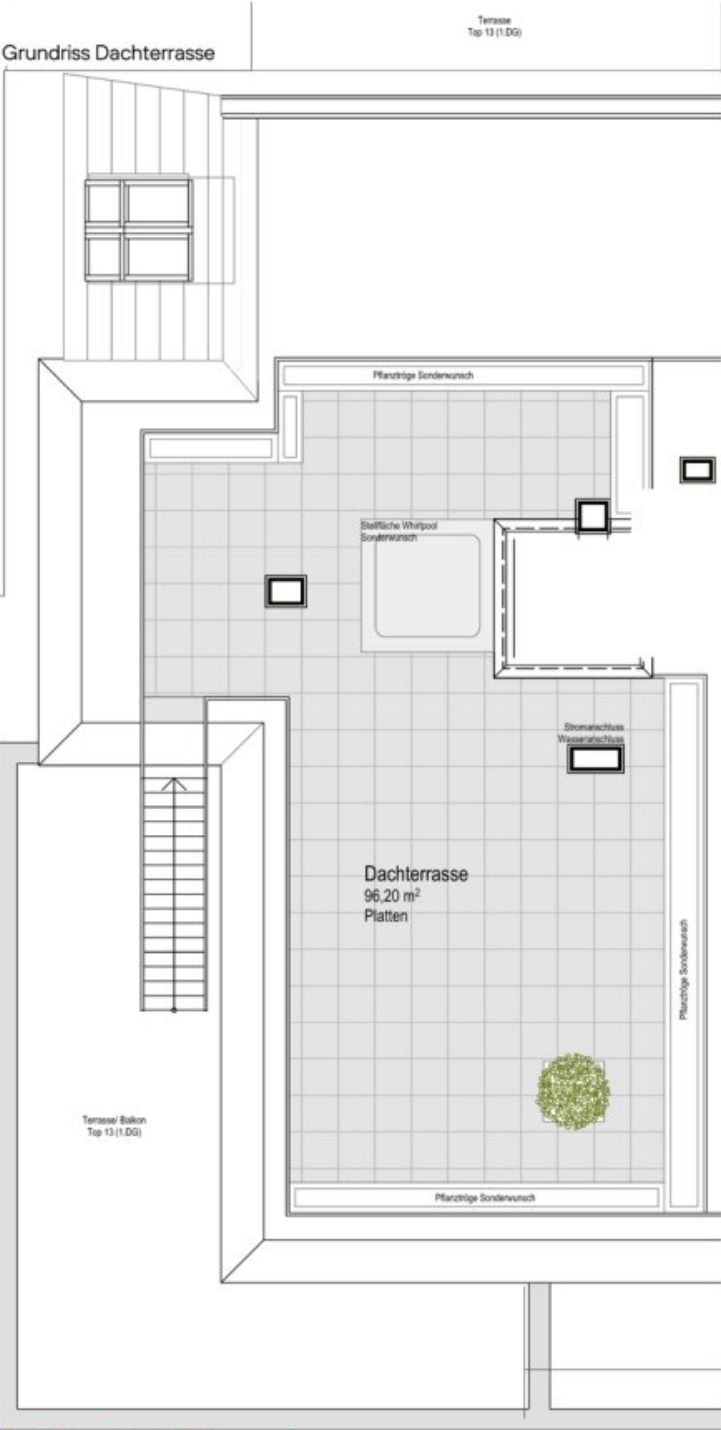 Terrasse
Top 13 (1.DG)
Grundriss Dachterrasse
Pflanztröge Sonderwunsch
Stellfläche Whirlpool
Sonderwunsch
Stromanschluss
Wasseranschluss
Dachterrasse
96,20 m²
Platten
Pflanztröge Sonderwunsch
Terrasse/ Balkon
Top 13 (1.DG)
Pflanztröge Sonderwunsch